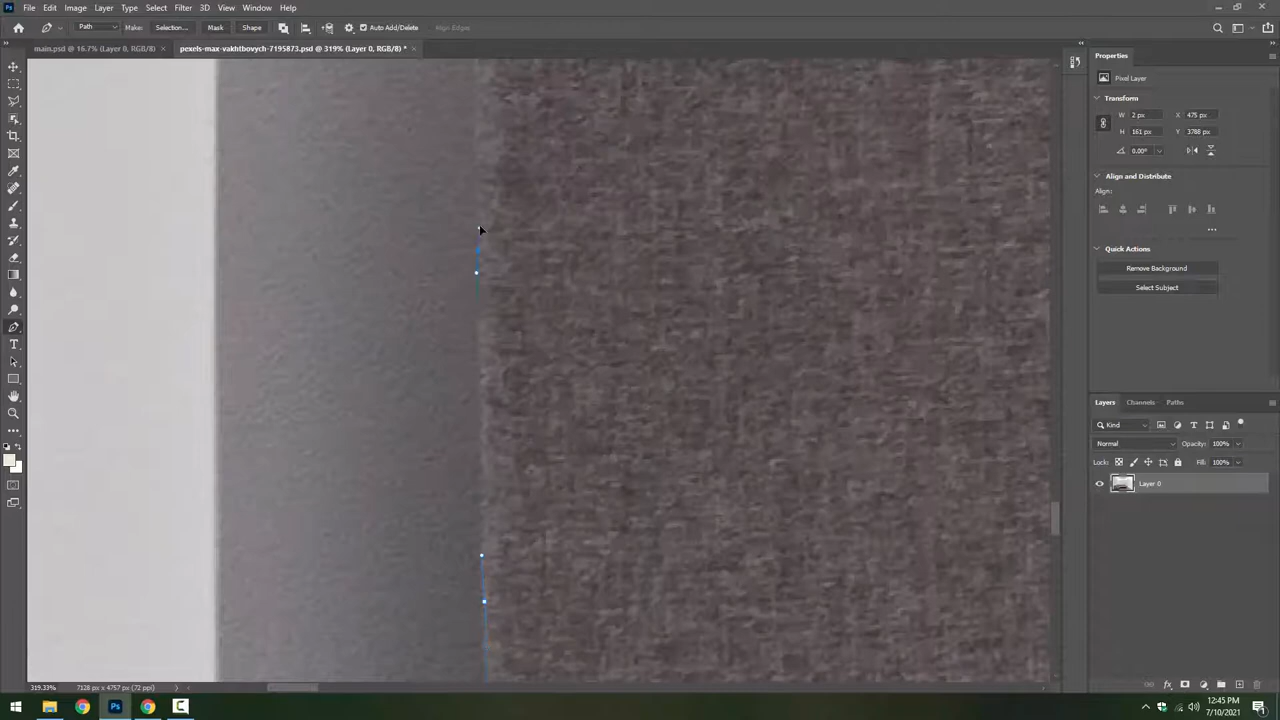 File Edit Image Layer Type Select Filter 3D View Window Help
Path Make: Selection... Mask Shape Auto Add/Delete Align Edges
main.psd @ 16.7% (Layer 0, RGB/8) × pexels-max-vakhtbovych-7195873.psd @ 319% (Layer 0, RGB/8) * ×
Properties
Pixel Layer
Transform
W 2 px X 475 px
H 161 px Y 3788 px
0.00°
Align and Distribute
Align:
Quick Actions
Remove Background
Select Subject
Layers Channels Paths
Kind
Normal Opacity: 100%
Lock: Fill: 100%
Layer 0
319.33% 7128 px x 4757 px (72 ppi)
12:45 PM
7/10/2021